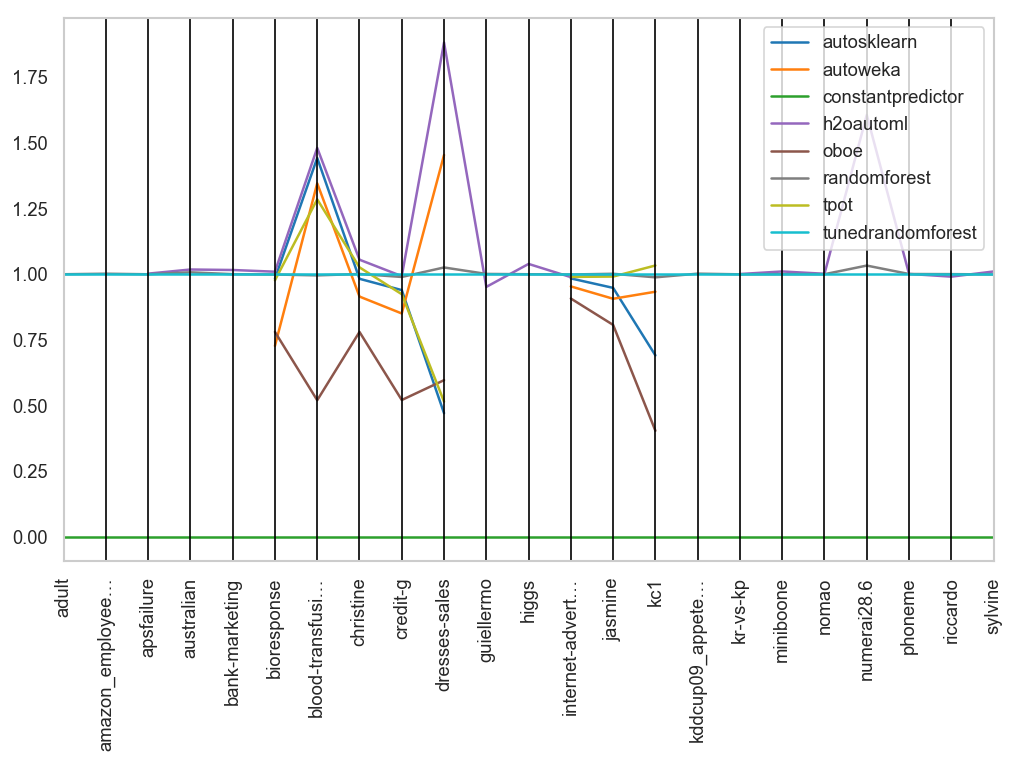 1.75
1.50
1.25
1.00
0.75
0.50
0.25
0.00
autosklearn
autoweka
constantpredictor
h2oautoml
oboe
randomforest
tpot
tunedrandomforest
adult
amazon_employee…
apsfailure
australian
bank-marketing
bioresponse
blood-transfusi…
christine
credit-g
dresses-sales
guiellermo
higgs
internet-advert…
jasmine
kc1
kddcup09_appete…
kr-vs-kp
miniboone
nomao
numerai28.6
phoneme
riccardo
sylvine